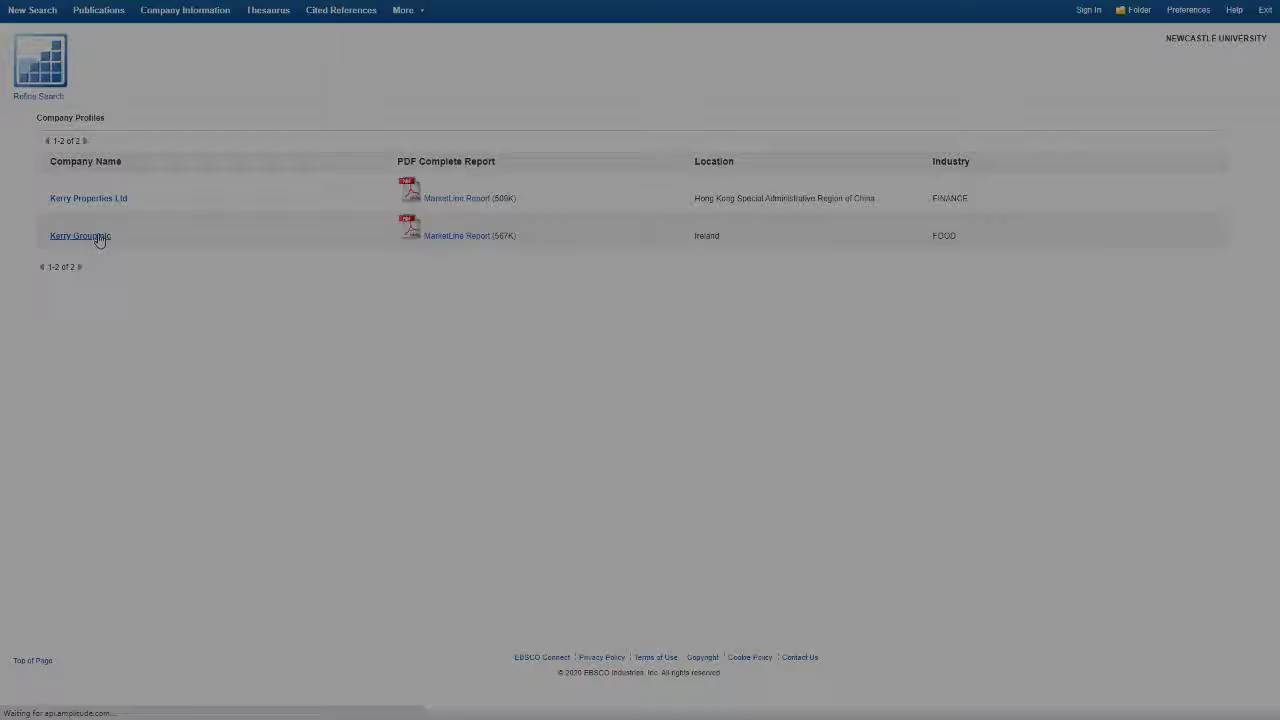 New Search Publications Company Information Thesaurus Cited References More Sign In Folder Preferences Help Exit
NEWCASTLE UNIVERSITY
Refine Search
Company Profiles
1-2 of 2
Company Name PDF Complete Report Location Industry
Kerry Properties Ltd PDF MarketLine Report (509K) Hong Kong Special Administrative Region of China FINANCE
Kerry Group plc PDF MarketLine Report (567K) Ireland FOOD
1-2 of 2
Top of Page
EBSCO Connect Privacy Policy Terms of Use Copyright Cookie Policy Contact Us
© 2020 EBSCO Industries, Inc. All rights reserved
Waiting for api.amplitude.com...